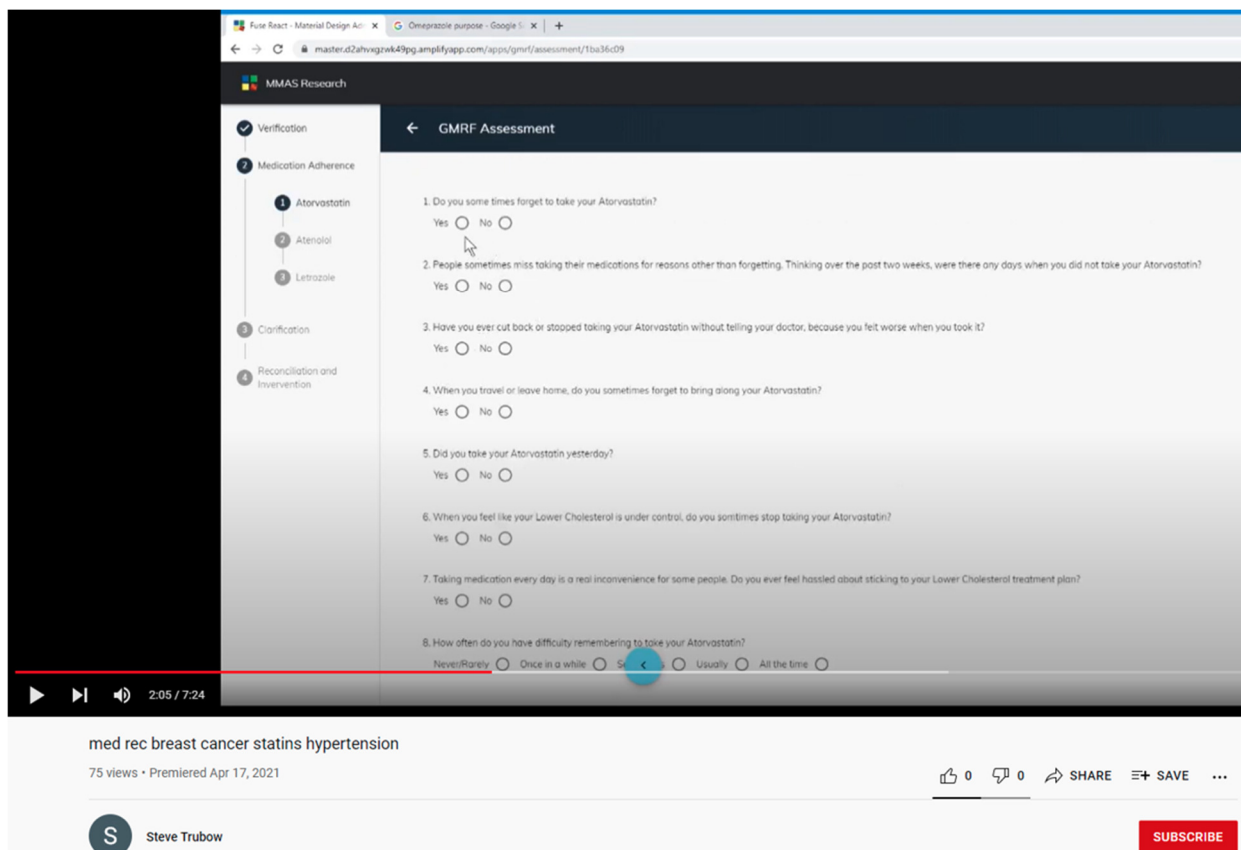 Fuse React - Material Design Ad
Omeprazole purpose - Google S
master.d2ahvxgzwk49pg.amplifyapp.com/apps/gmrf/assessment/1ba36c09
MMAS Research
Verification
GMRF Assessment
2 Medication Adherence
1 Atorvastatin
2 Atenolol
3 Letrozole
3 Clarification
4 Reconciliation and
Invervention
1. Do you some times forget to take your Atorvastatin?
Yes No
2. People sometimes miss taking their medications for reasons other than forgetting. Thinking over the past two weeks, were there any days when you did not take your Atorvastatin?
Yes No
3. Have you ever cut back or stopped taking your Atorvastatin without telling your doctor, because you felt worse when you took it?
Yes No
4. When you travel or leave home, do you sometimes forget to bring along your Atorvastatin?
Yes No
5. Did you take your Atorvastatin yesterday?
Yes No
6. When you feel like your Lower Cholesterol is under control, do you somtimes stop taking your Atorvastatin?
Yes No
7. Taking medication every day is a real inconvenience for some people. Do you ever feel hassled about sticking to your Lower Cholesterol treatment plan?
Yes No
8. How often do you have difficulty remembering to take your Atorvastatin?
Never/Rarely Once in a while Usually All the time
2:05 / 7:24
med rec breast cancer statins hypertension
75 views • Premiered Apr 17, 2021
0 0 SHARE SAVE
S Steve Trubow
SUBSCRIBE